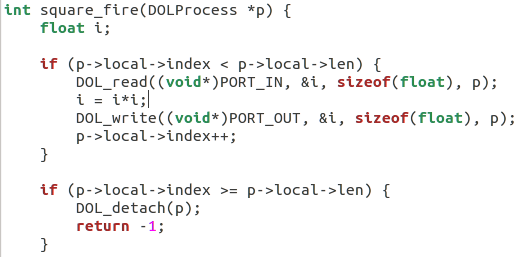 int square_fire(DOLProcess *p) {
    float i;

    if (p->local->index < p->local->len) {
        DOL_read((void*)PORT_IN, &i, sizeof(float), p);
        i = i*i;
        DOL_write((void*)PORT_OUT, &i, sizeof(float), p);
        p->local->index++;
    }

    if (p->local->index >= p->local->len) {
        DOL_detach(p);
        return -1;
    }